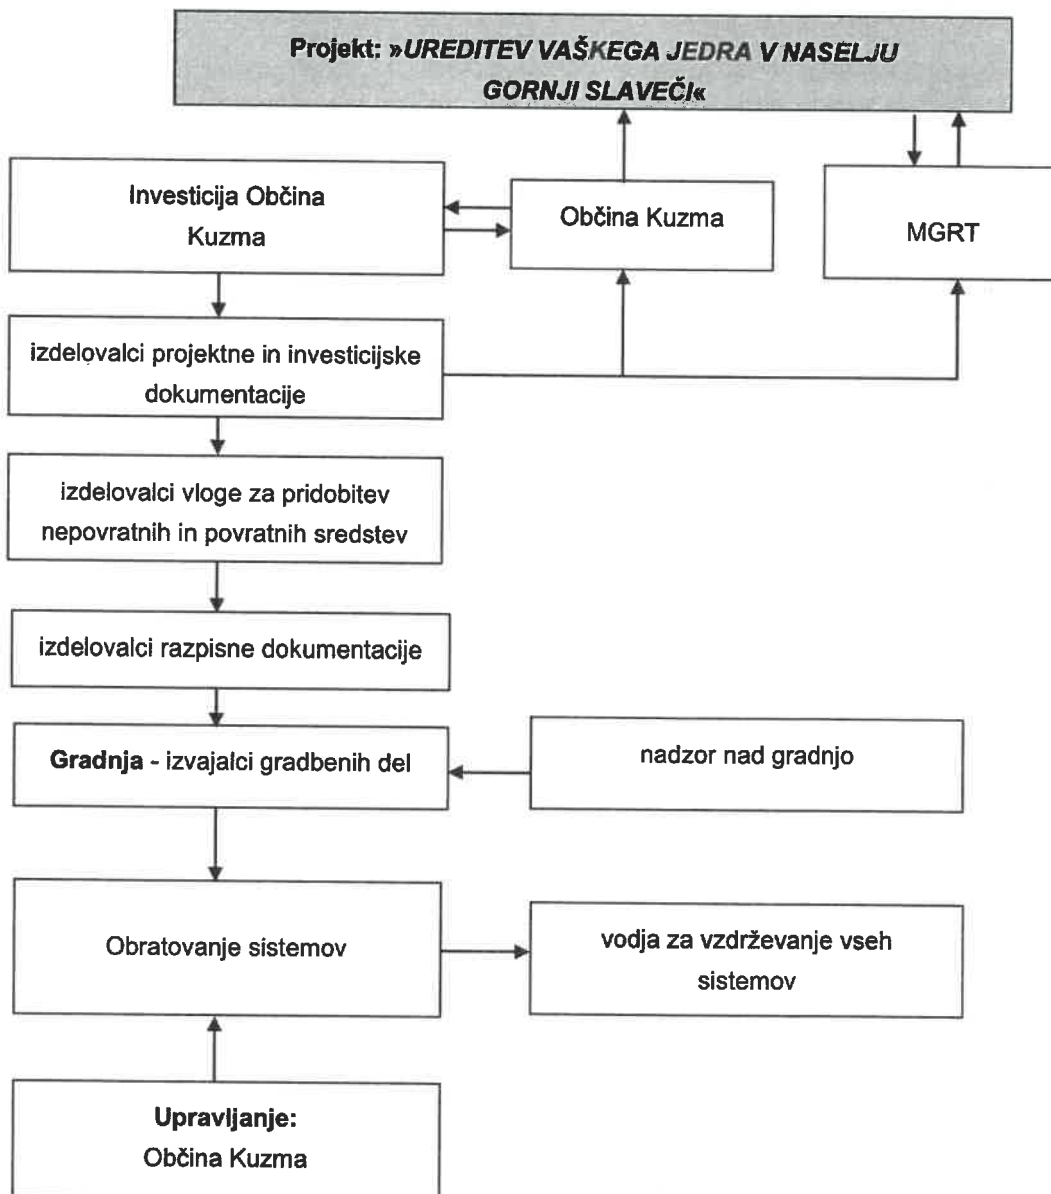 Projekt: »UREDITEV VAŠKEGA JEDRA V NASELJU
GORNJI SLAVEČI«
Investicija Občina
Kuzma
Občina Kuzma
MGRT
izdelovalci projektne in investicijske
dokumentacije
izdelovalci vloge za pridobitev
nepovratnih in povratnih sredstev
izdelovalci razpisne dokumentacije
Gradnja - izvajalci gradbenih del
nadzor nad gradnjo
Obratovanje sistemov
vodja za vzdrževanje vseh
sistemov
Upravljanje:
Občina Kuzma